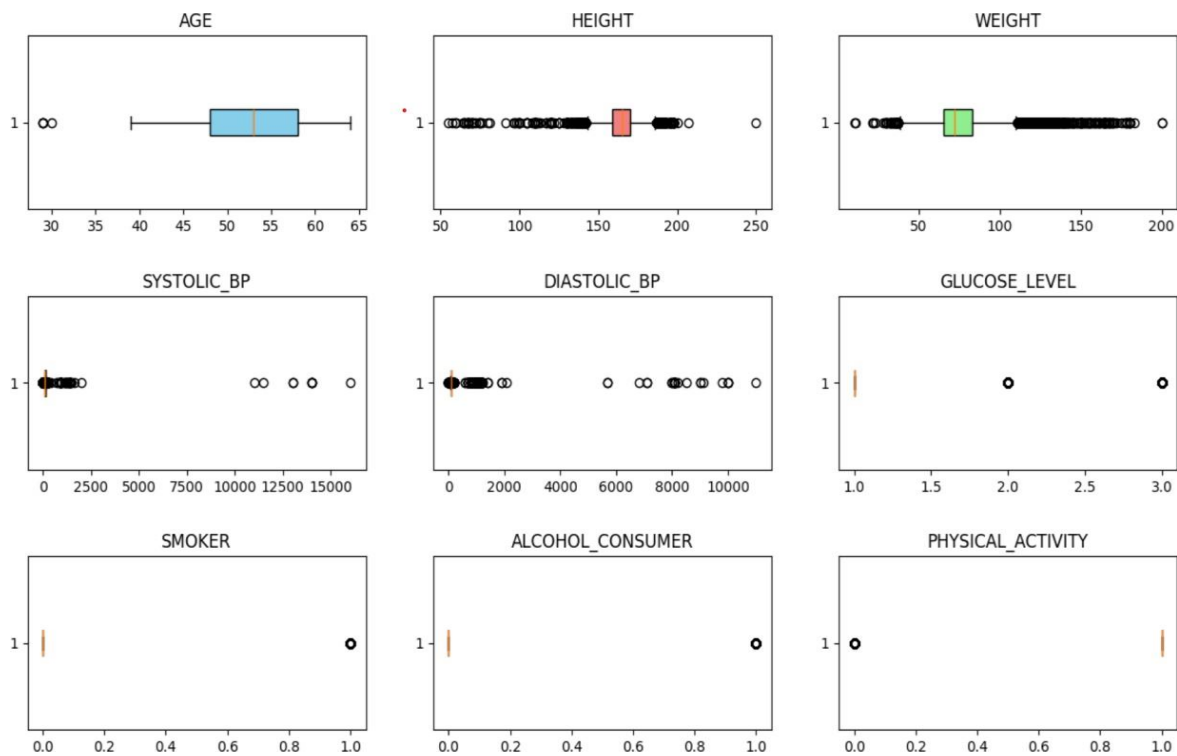 AGE HEIGHT WEIGHT
1 1 1
30 35 40 45 50 55 60 65 50 100 150 200 250 50 100 150 200
SYSTOLIC_BP DIASTOLIC_BP GLUCOSE_LEVEL
1 1 1
0 2500 5000 7500 10000 12500 15000 0 2000 4000 6000 8000 10000 1.0 1.5 2.0 2.5 3.0
SMOKER ALCOHOL_CONSUMER PHYSICAL_ACTIVITY
1 1 1
0.0 0.2 0.4 0.6 0.8 1.0 0.0 0.2 0.4 0.6 0.8 1.0 0.0 0.2 0.4 0.6 0.8 1.0